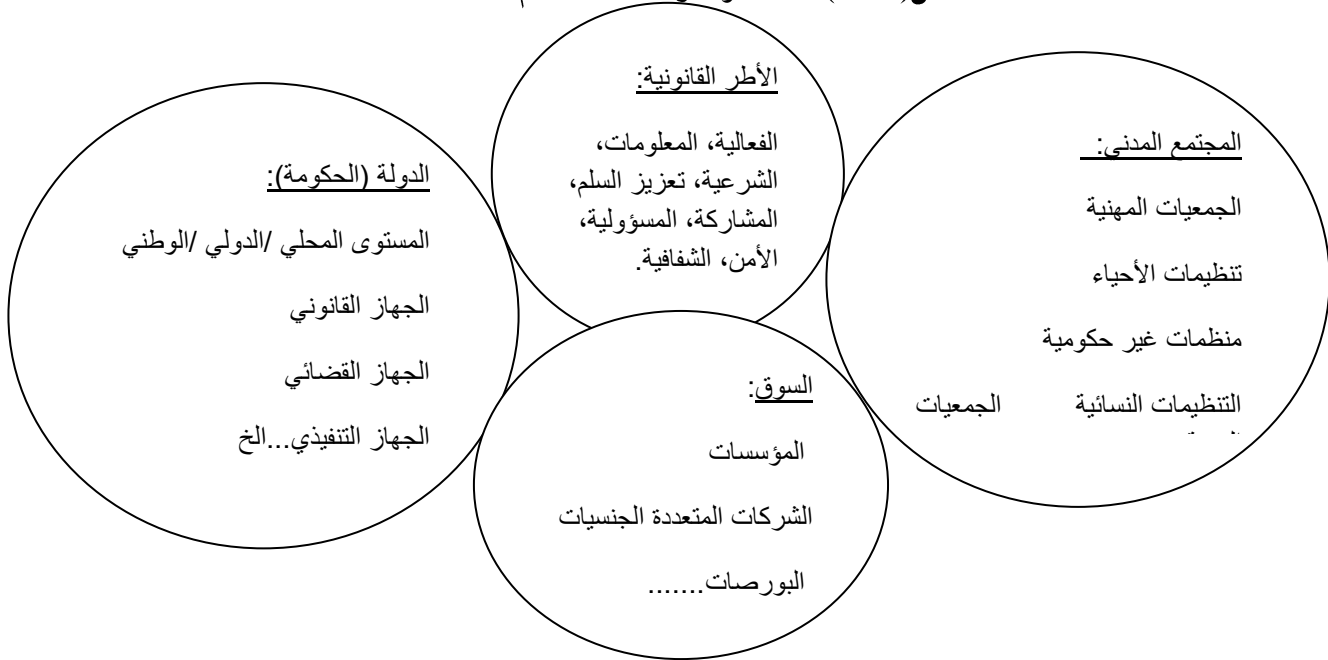 الأطر القانونية:
الفعالية، المعلومات،
الشرعية، تعزيز السلم،
المشاركة، المسؤولية،
الأمن، الشفافية.
المجتمع المدني:
الجمعيات المهنية
تنظيمات الأحياء
منظمات غير حكومية
التنظيمات النسائية الجمعيات
الدولة (الحكومة):
المستوى المحلي /الدولي /الوطني
الجهاز القانوني
الجهاز القضائي
الجهاز التنفيذي...الخ
السوق:
المؤسسات
الشركات المتعددة الجنسيات
البورصات.......